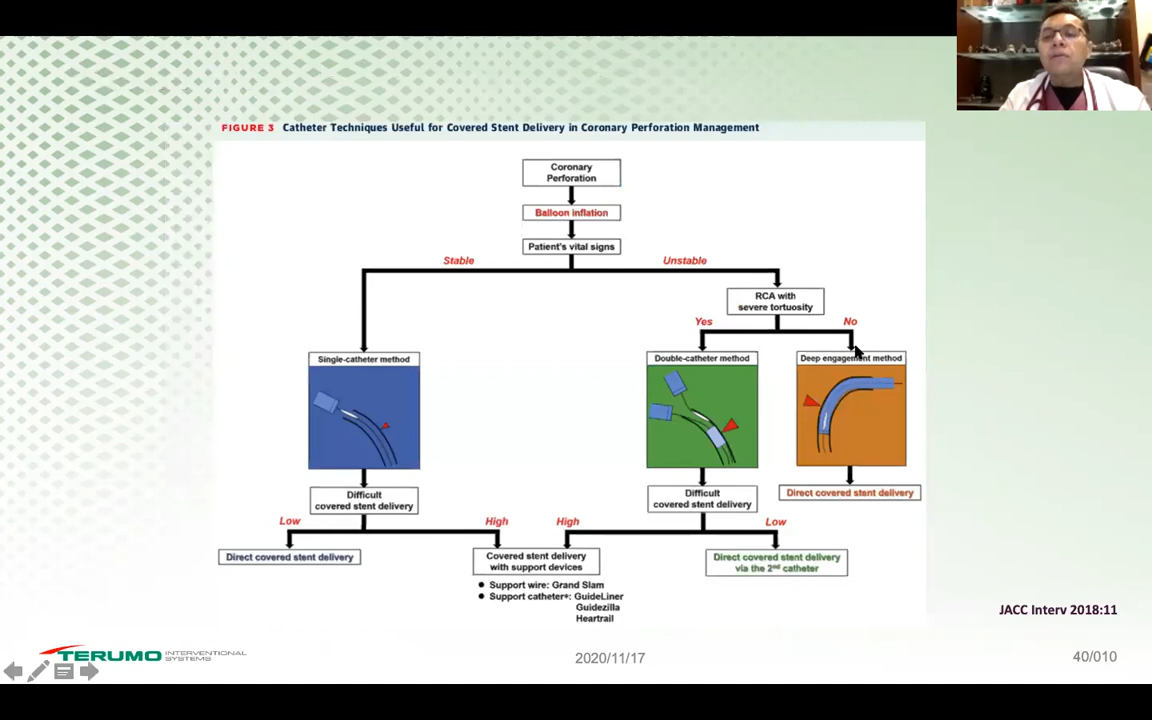 FIGURE 3 Catheter Techniques Useful for Covered Stent Delivery in Coronary Perforation Management
Coronary
Perforation
Balloon inflation
Patient's vital signs
Stable
Unstable
RCA with
severe tortuosity
Yes
No
Single-catheter method
Double-catheter method
Deep engagement method
Difficult
covered stent delivery
Difficult
covered stent delivery
Direct covered stent delivery
Low
High
High
Low
Direct covered stent delivery
Covered stent delivery
with support devices
Direct covered stent delivery
via the 2nd catheter
● Support wire: Grand Slam
● Support catheter*: GuideLiner
Guidezilla
Heartrail
JACC Interv 2018:11
TERUMO INTERVENTIONAL
SYSTEMS
2020/11/17
40/010